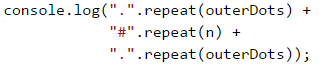 console.log(".".repeat(outerDots) +
"#".repeat(n) +
".".repeat(outerDots));